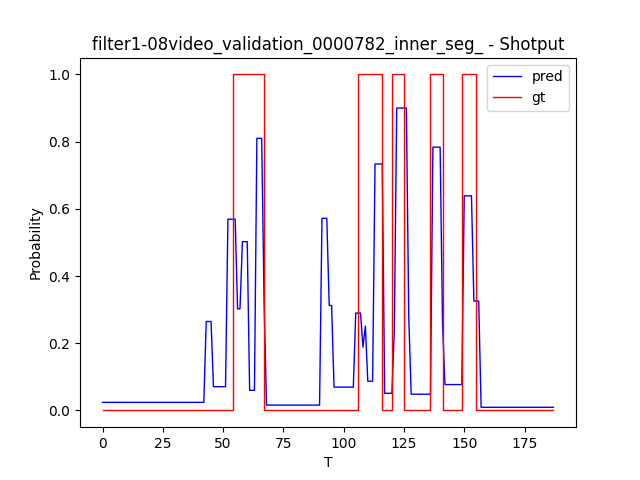 filter1-08video_validation_0000782_inner_seg_ - Shotput
pred
gt
1.0
0.8
0.6
0.4
0.2
0.0
Probability
0 25 50 75 100 125 150 175
T